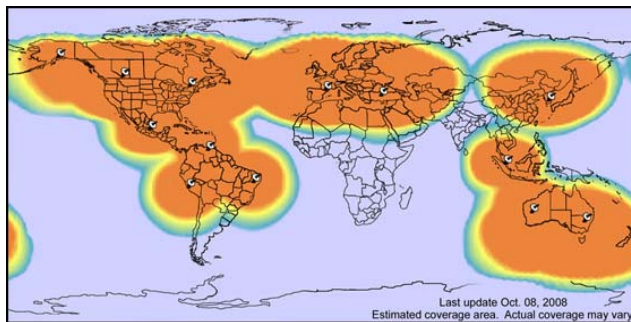 Last update Oct. 08, 2008
Estimated coverage area. Actual coverage may vary